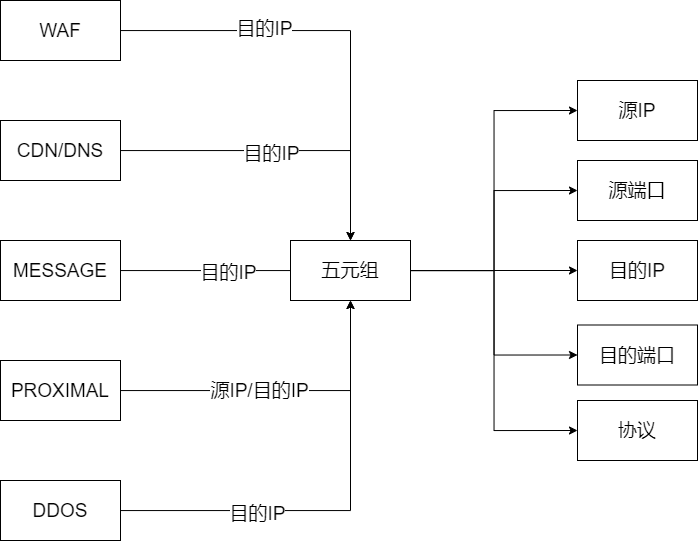 WAF
目的IP
CDN/DNS
目的IP
MESSAGE
目的IP
PROXIMAL
源IP/目的IP
DDOS
目的IP
五元组
源IP
源端口
目的IP
目的端口
协议